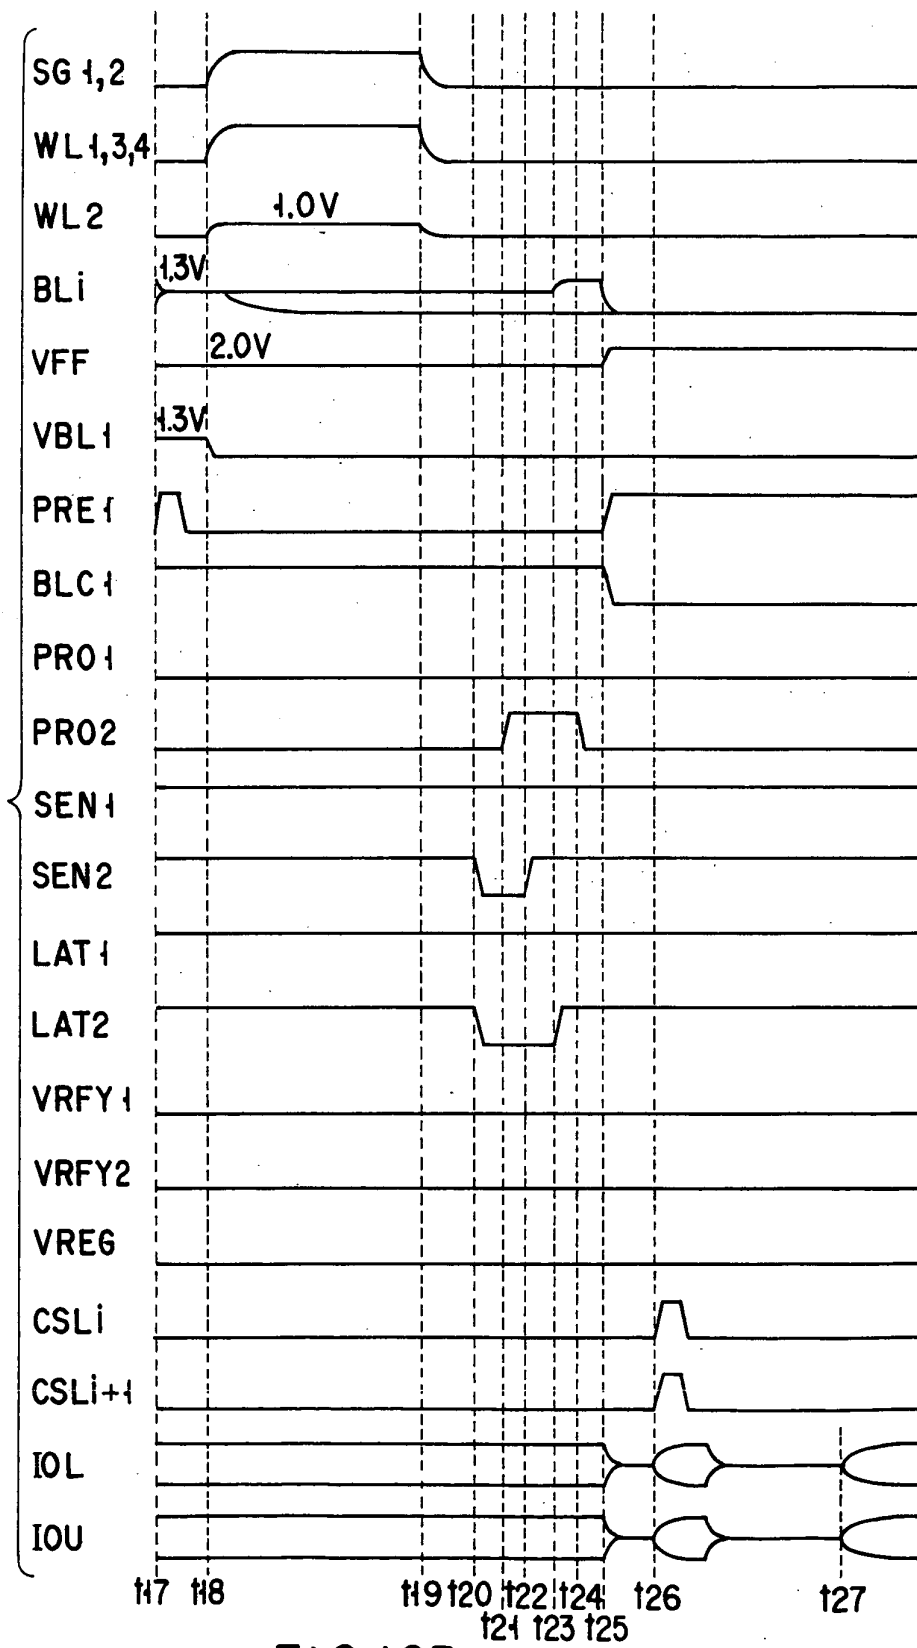 SG 1,2
WL1,3,4
WL2 1.0V
BLi 1.3V
VFF 2.0V
VBL1 1.3V
PRE1
BLC1
PRO1
PRO2
SEN1
SEN2
LAT1
LAT2
VRFY1
VRFY2
VREG
CSLi
CSLi+1
IOL
IOU
t17 t18 t19 t20 t22 t24 t26 t27
t21 t23 t25